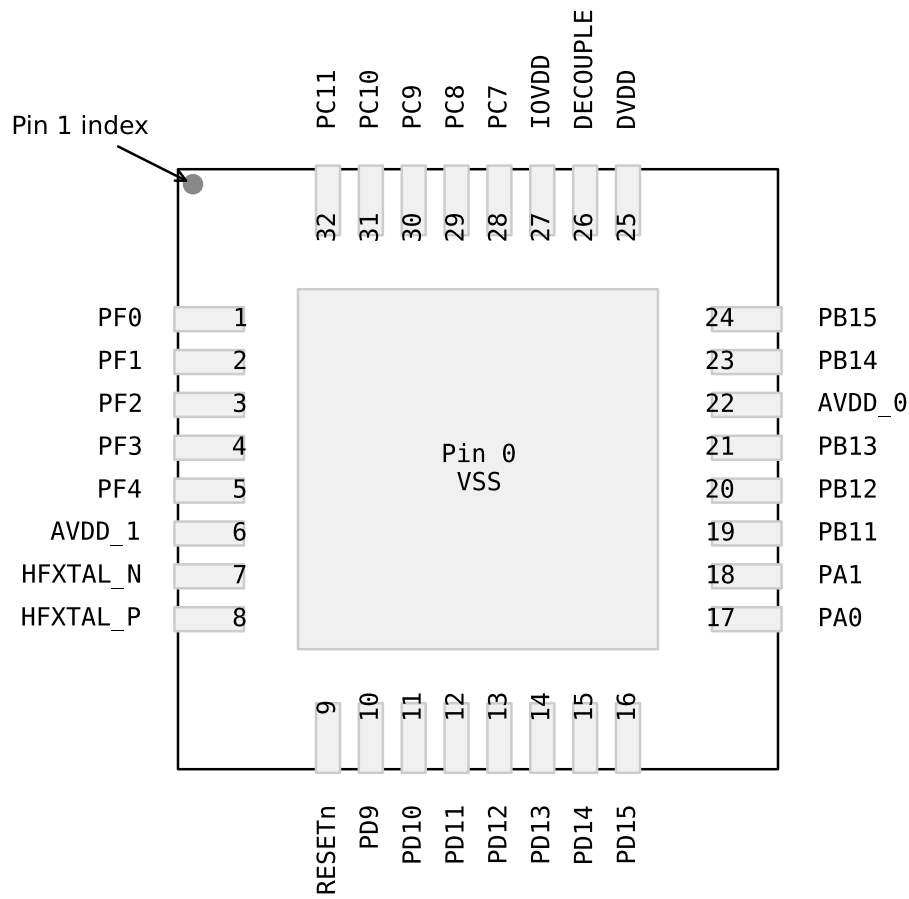 PC11
PC10
PC9
PC8
PC7
IOVDD
DECOUPLE
DVDD
Pin 1 index
32
31
30
29
28
27
26
25
PF0 1
PF1 2
PF2 3
PF3 4
PF4 5
AVDD_1 6
HFXTAL_N 7
HFXTAL_P 8
Pin 0
VSS
24 PB15
23 PB14
22 AVDD_0
21 PB13
20 PB12
19 PB11
18 PA1
17 PA0
9
10
11
12
13
14
15
16
RESETn
PD9
PD10
PD11
PD12
PD13
PD14
PD15